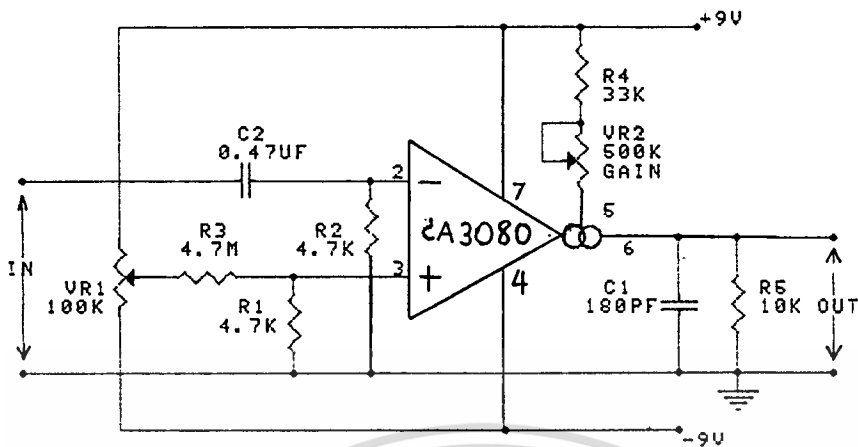 +9V
R4
33K
C2
0.47UF
VR2
500K
GAIN
2
−
7
5
R3
4.7M
R2
4.7K
CA3080
6
IN
VR1
100K
3
+
4
R1
4.7K
C1
180PF
R5
10K
OUT
-9V